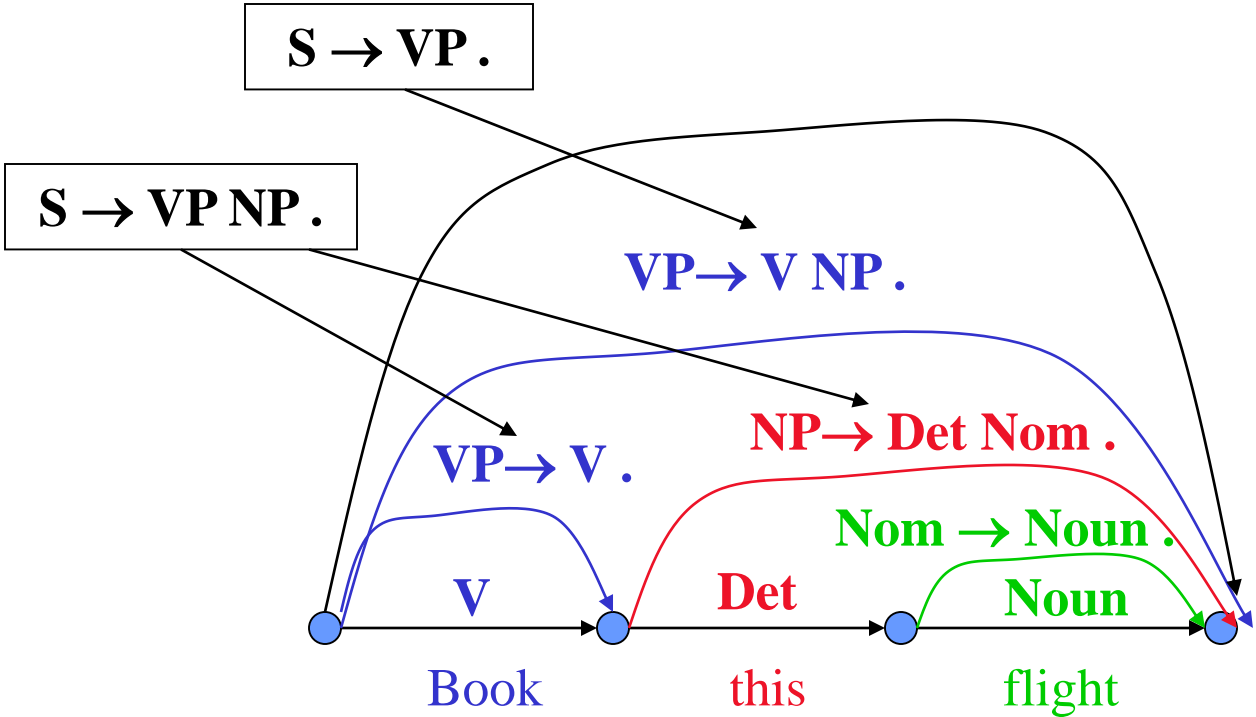 S → VP .
S → VP NP .
VP→ V NP .
NP→ Det Nom .
VP→ V .
Nom → Noun .
V
Det
Noun
Book
this
flight